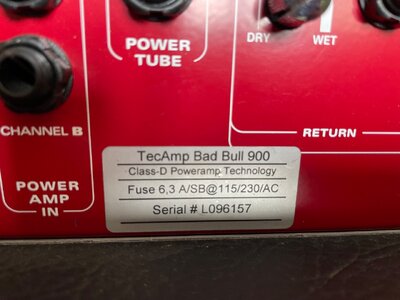 POWER
TUBE
DRY
WET
RETURN
CHANNEL B
POWER
AMP
IN
TecAmp Bad Bull 900
Class-D Poweramp Technology
Fuse 6,3 A/SB@115/230/AC
Serial # L096157